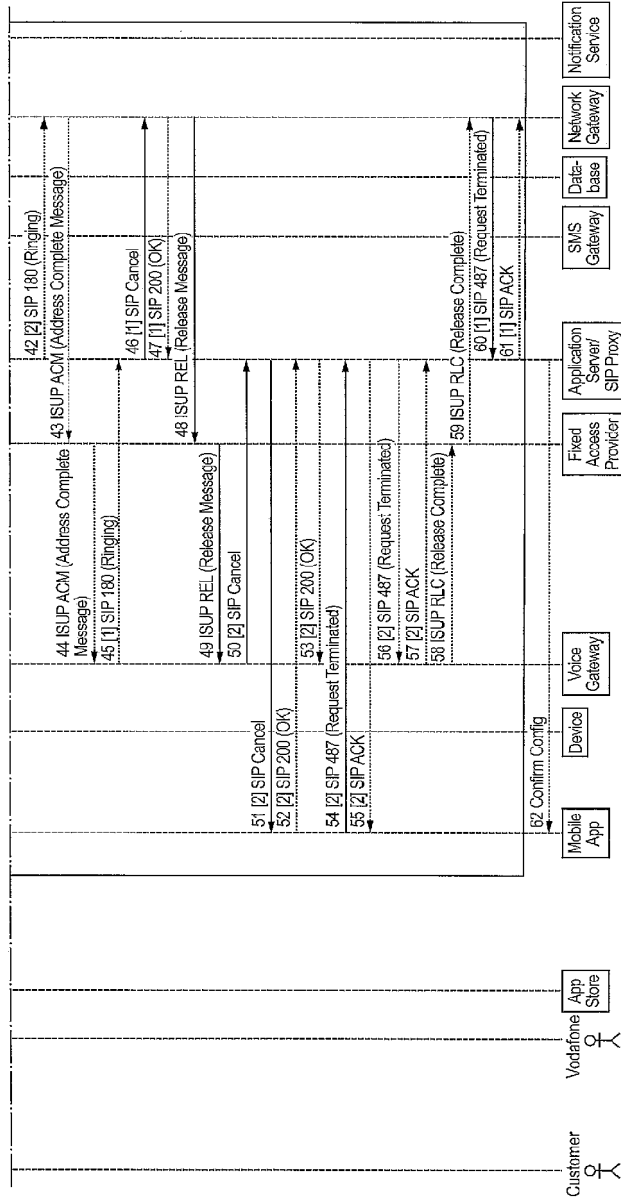 42 [2] SIP 180 (Ringing)
43 ISUP ACM (Address Complete Message)
44 ISUP ACM (Address Complete
Message)
45 [1] SIP 180 (Ringing)
46 [1] SIP Cancel
47 [1] SIP 200 (OK)
48 ISUP REL (Release Message)
49 ISUP REL (Release Message)
50 [2] SIP Cancel
51 [2] SIP Cancel
52 [2] SIP 200 (OK)
53 [2] SIP 200 (OK)
54 [2] SIP 487 (Request Terminated)
55 [2] SIP ACK
56 [2] SIP 487 (Request Terminated)
57 [2] SIP ACK
58 ISUP RLC (Release Complete)
59 ISUP RLC (Release Complete)
60 [1] SIP 487 (Request Terminated)
61 [1] SIP ACK
62 Confirm Config
Customer
Vodafone
App
Store
Mobile
App
Device
Voice
Gateway
Fixed
Access
Provider
Application
Server/
SIP Proxy
SMS
Gateway
Data-
base
Network
Gateway
Notification
Service